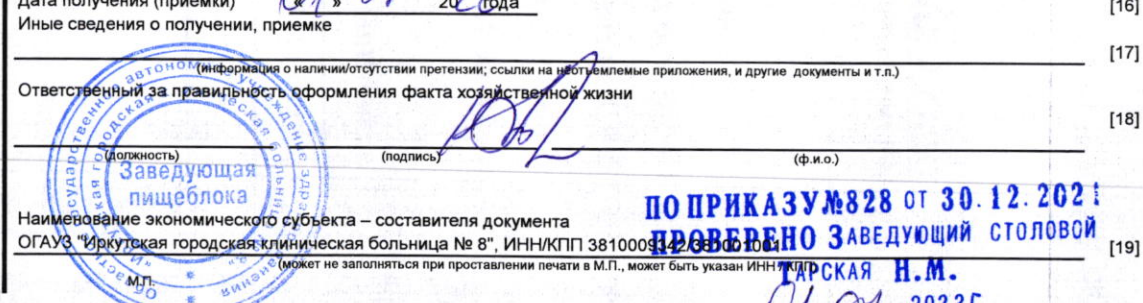 Дата получения (приемки) « » 20 года [16]
Иные сведения о получении, приемке
[17]
(информация о наличии/отсутствии претензии; ссылки на неотъемлемые приложения, и другие документы и т.п.)
Ответственный за правильность оформления факта хозяйственной жизни
[18]
(должность) (подпись) (ф.и.о.)
Заведующая
пищеблока
ПО ПРИКАЗУ №828 ОТ 30.12.2021
Наименование экономического субъекта – составителя документа
ПРОВЕРЕНО ЗАВЕДУЮЩИЙ СТОЛОВОЙ
ОГАУЗ "Иркутская городская клиническая больница № 8", ИНН/КПП 3810009342/381001001 [19]
(может не заполняться при проставлении печати в М.П., может быть указан ИНН / КПП)
ТАРСКАЯ Н.М.
М.П.